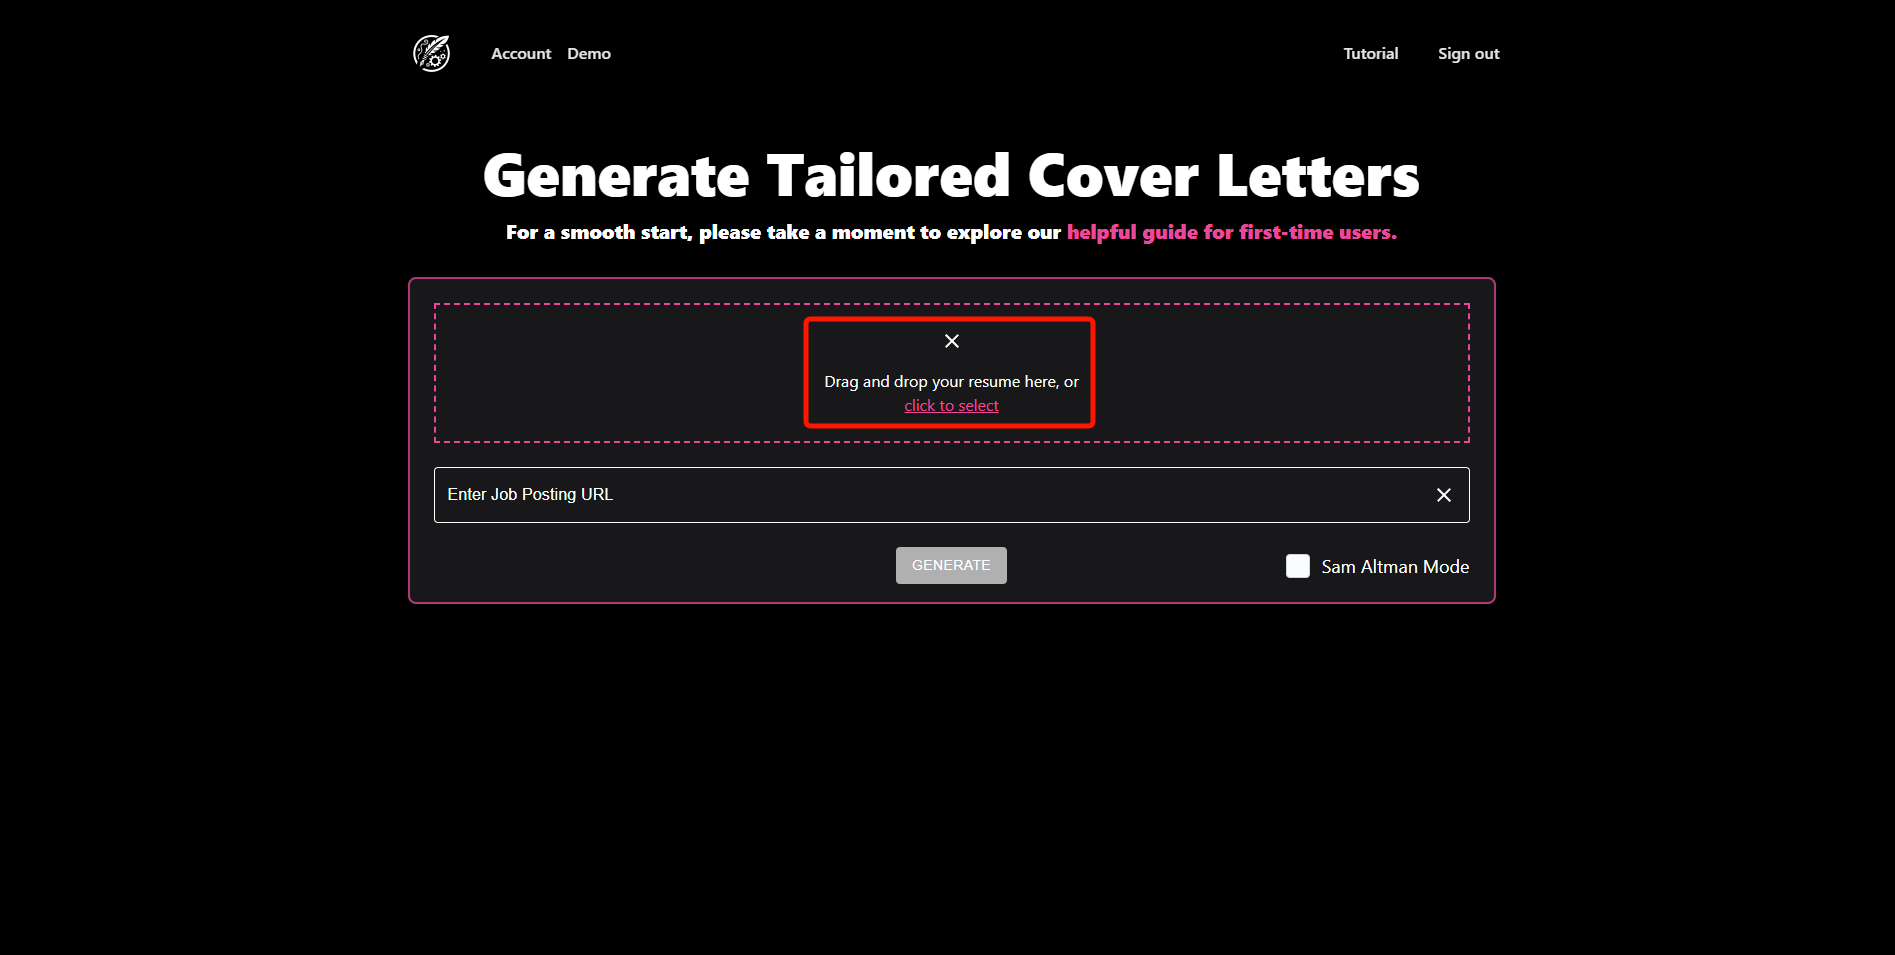 Account Demo Tutorial Sign out
Generate Tailored Cover Letters
For a smooth start, please take a moment to explore our helpful guide for first-time users.
Drag and drop your resume here, or
click to select
Enter Job Posting URL
GENERATE
Sam Altman Mode